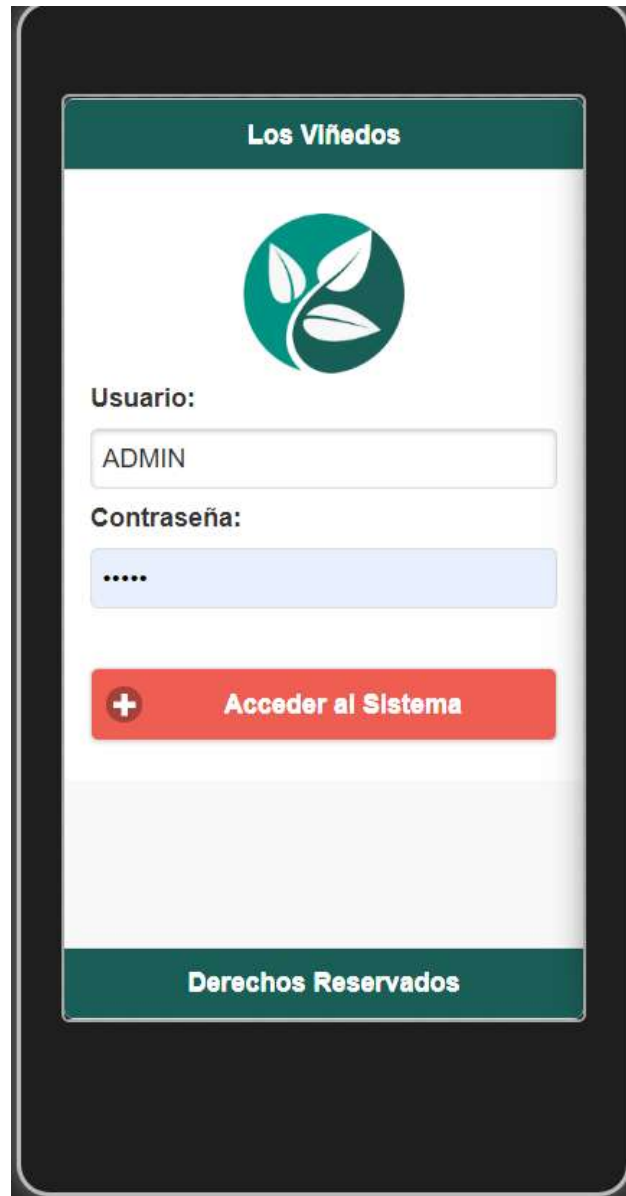 Los Viñedos
Usuario:
ADMIN
Contraseña:
•••••
Acceder al Sistema
Derechos Reservados